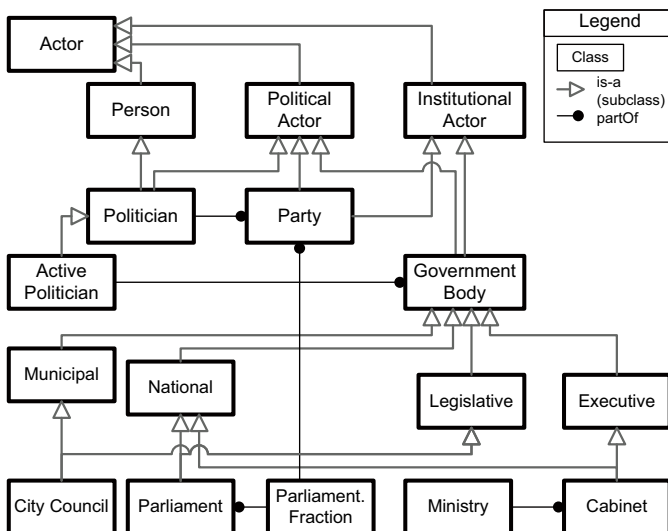 Legend
Actor
Class
is-a
(subclass)
partOf
Person
Political
Actor
Institutional
Actor
Politician
Party
Active
Politician
Government
Body
Municipal
National
Legislative
Executive
City Council
Parliament
Parliament.
Fraction
Ministry
Cabinet